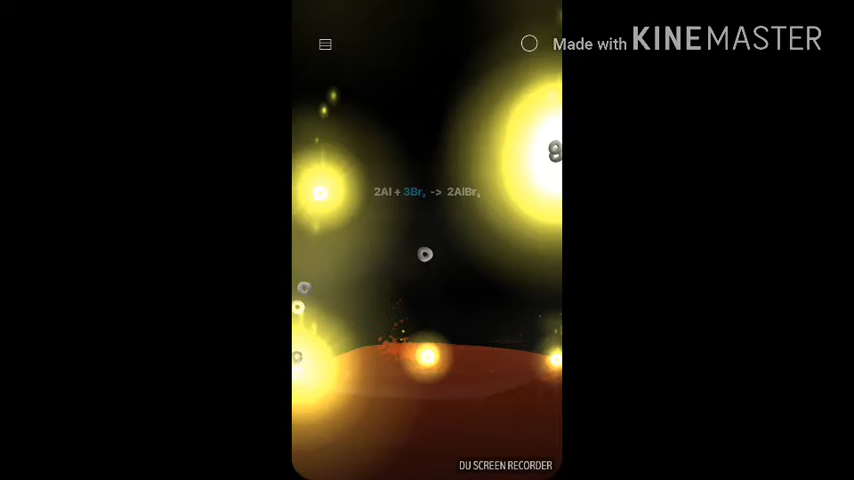 Made with KINEMASTER
2Al + 3Br₂ -> 2AlBr₃
DU SCREEN RECORDER